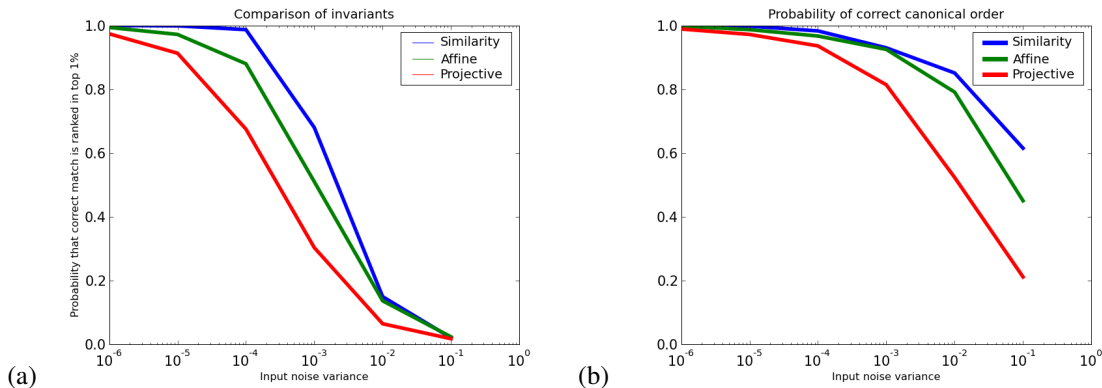 Comparison of invariants
Probability that correct match is ranked in top 1%
1.0
0.8
0.6
0.4
0.2
0.0
Similarity
Affine
Projective
10^-6 10^-5 10^-4 10^-3 10^-2 10^-1 10^0
Input noise variance
(a)
Probability of correct canonical order
1.0
0.8
0.6
0.4
0.2
0.0
Similarity
Affine
Projective
10^-6 10^-5 10^-4 10^-3 10^-2 10^-1 10^0
Input noise variance
(b)